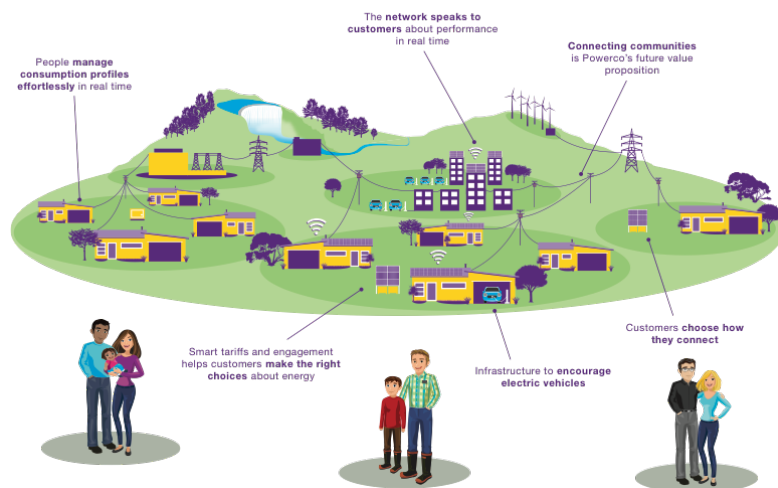 The network speaks to
customers about performance
in real time
People manage
consumption profiles
effortlessly in real time
Connecting communities
is Powerco's future value
proposition
Smart tariffs and engagement
helps customers make the right
choices about energy
Infrastructure to encourage
electric vehicles
Customers choose how
they connect